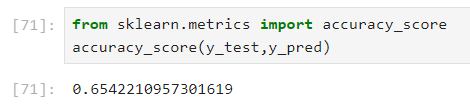 [71]: from sklearn.metrics import accuracy_score
accuracy_score(y_test,y_pred)
[71]: 0.6542210957301619